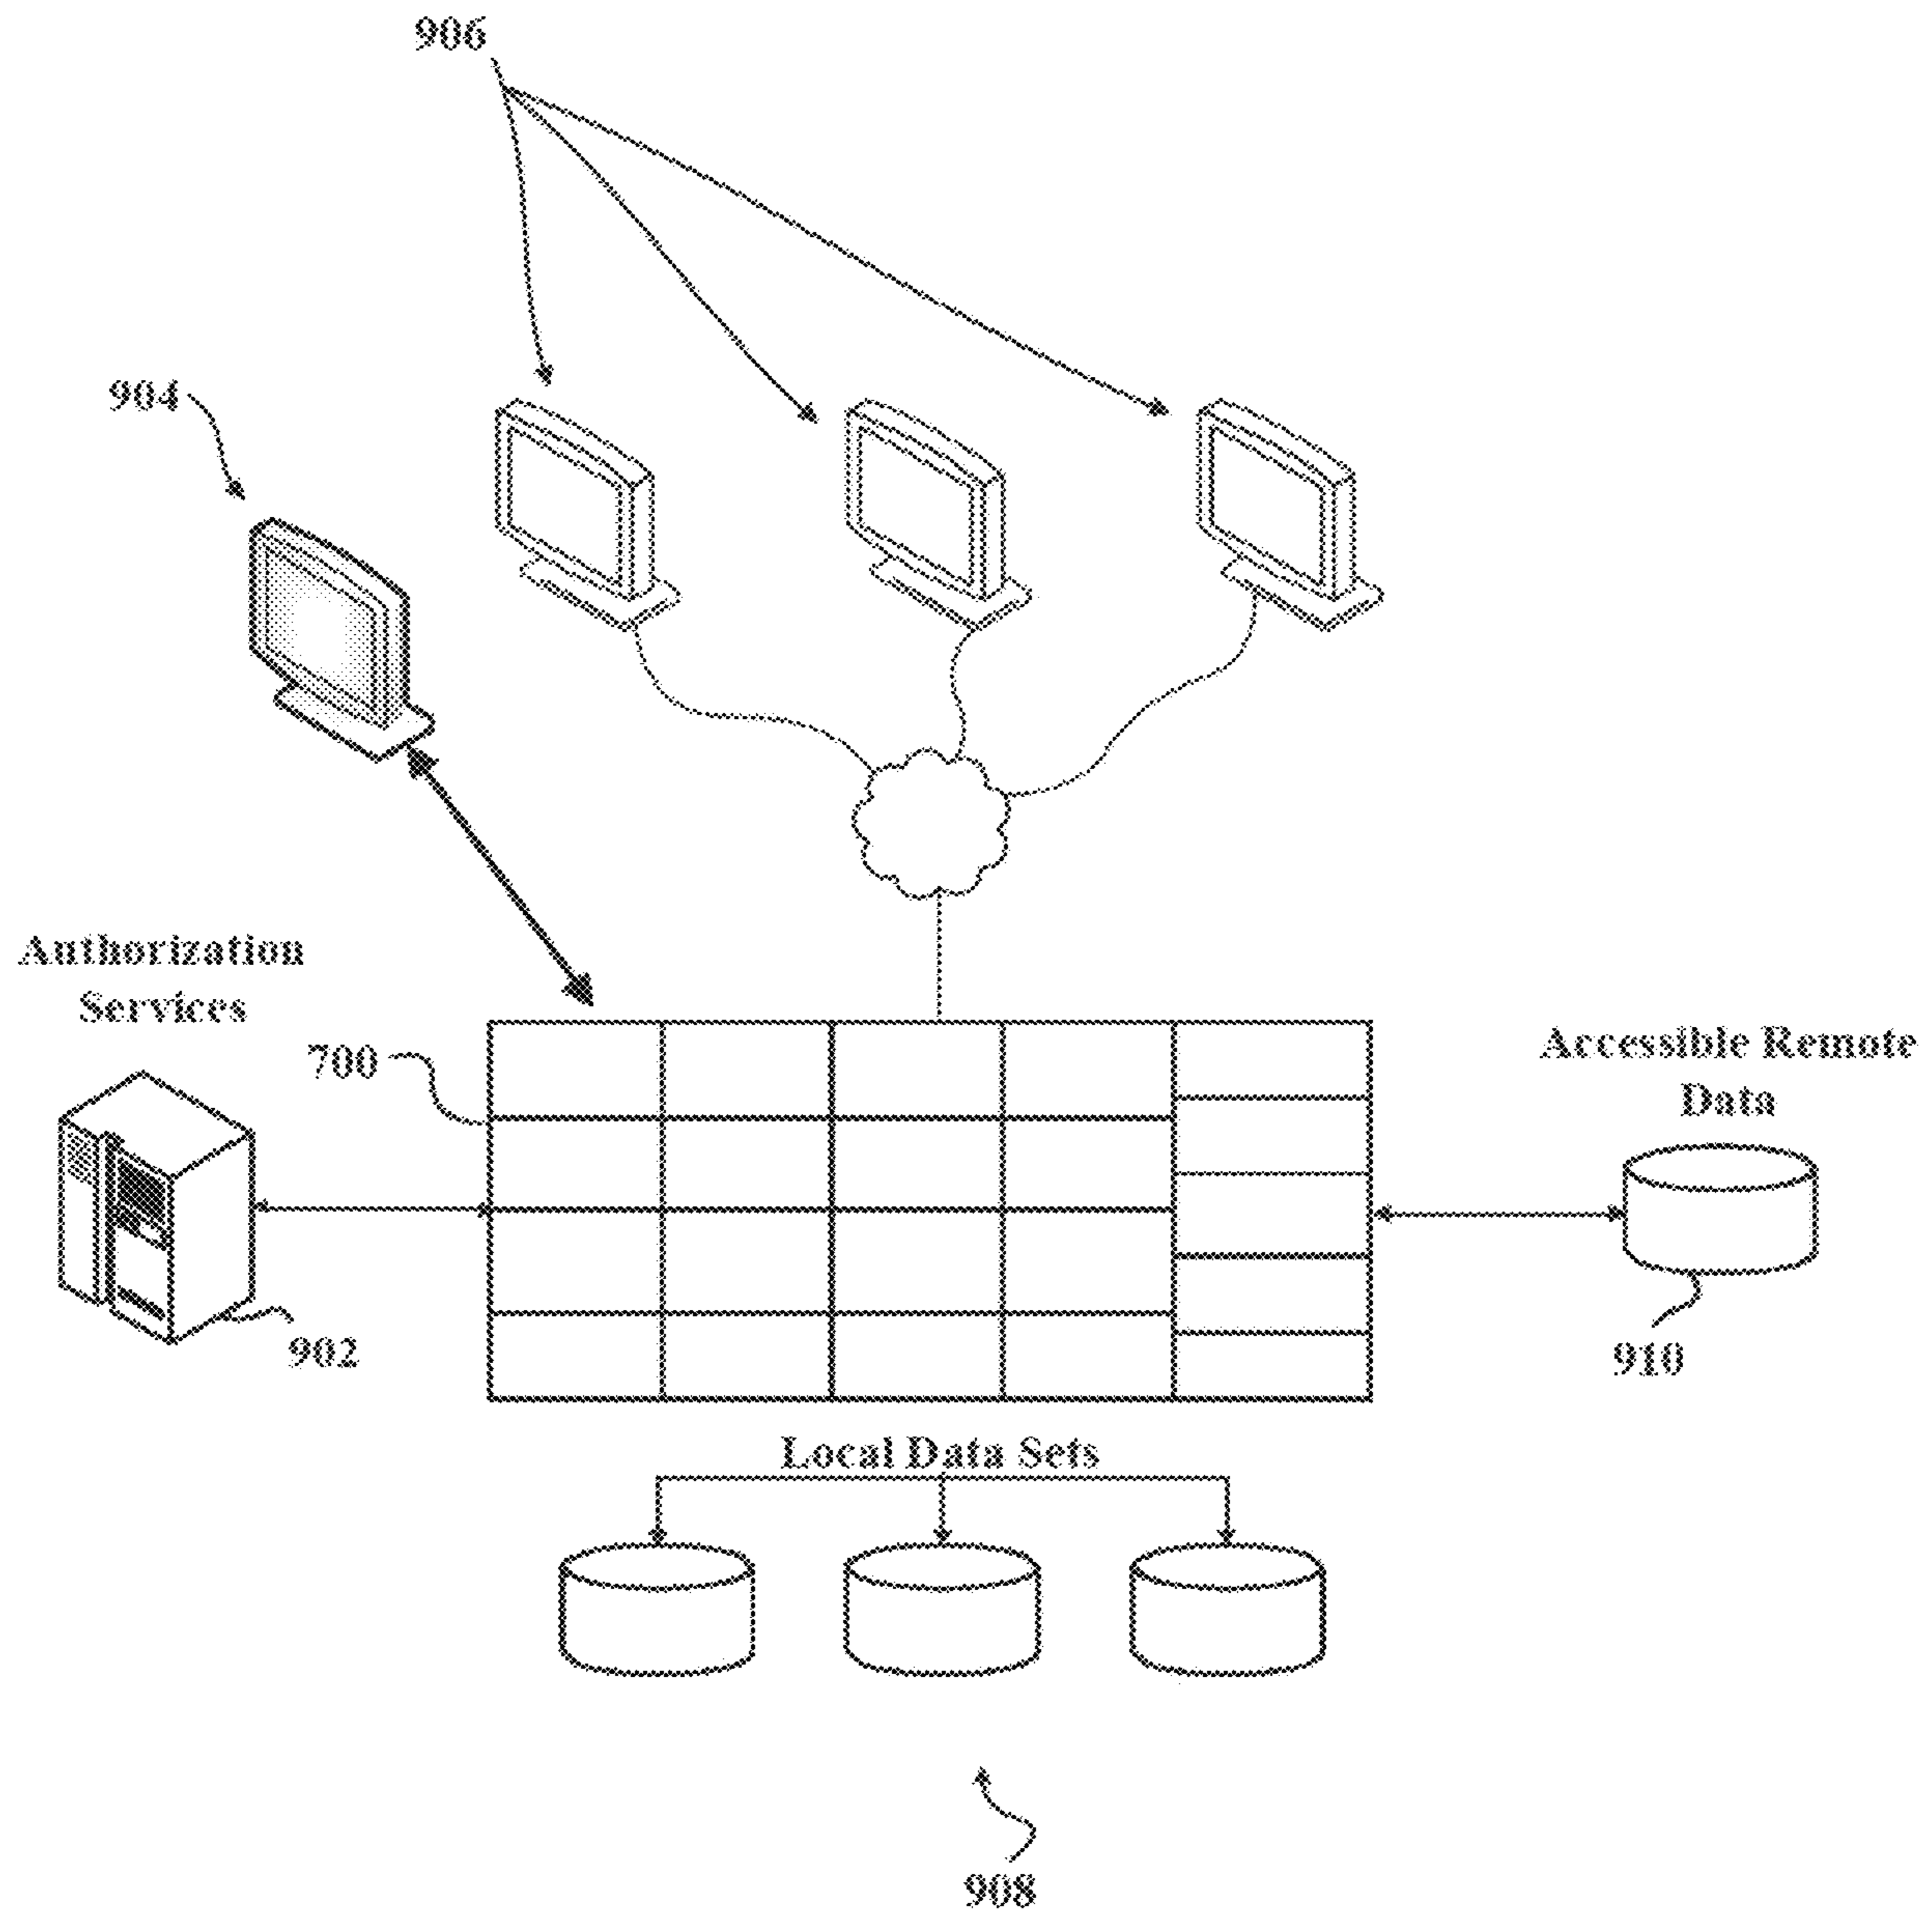 906
904
Authorization
Services
700
Accessible Remote
Data
902
910
Local Data Sets
908